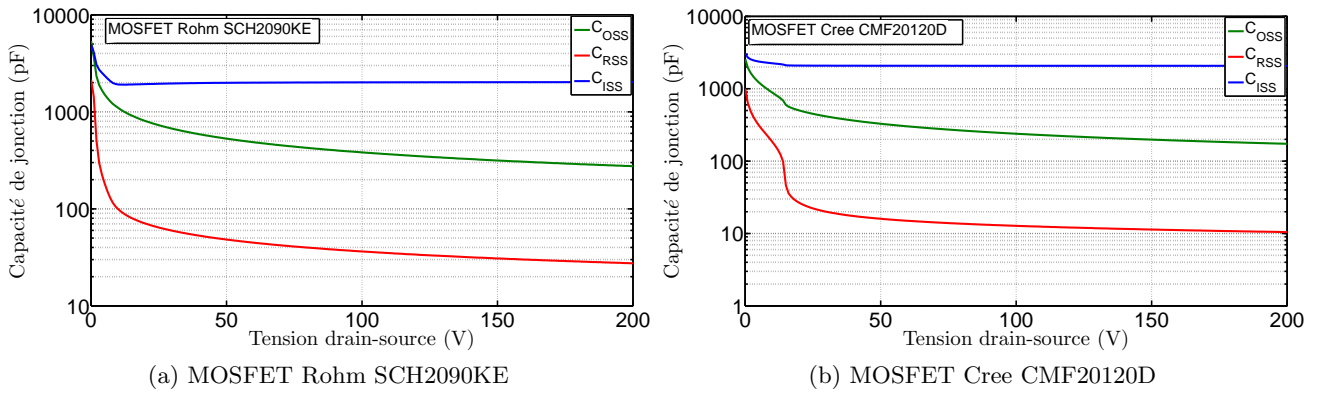 MOSFET Rohm SCH2090KE
C_OSS
C_RSS
C_ISS
Capacité de jonction (pF)
10000
1000
100
10
0
50
100
150
200
Tension drain-source (V)
(a) MOSFET Rohm SCH2090KE
MOSFET Cree CMF20120D
C_OSS
C_RSS
C_ISS
Capacité de jonction (pF)
10000
1000
100
10
1
0
50
100
150
200
Tension drain-source (V)
(b) MOSFET Cree CMF20120D